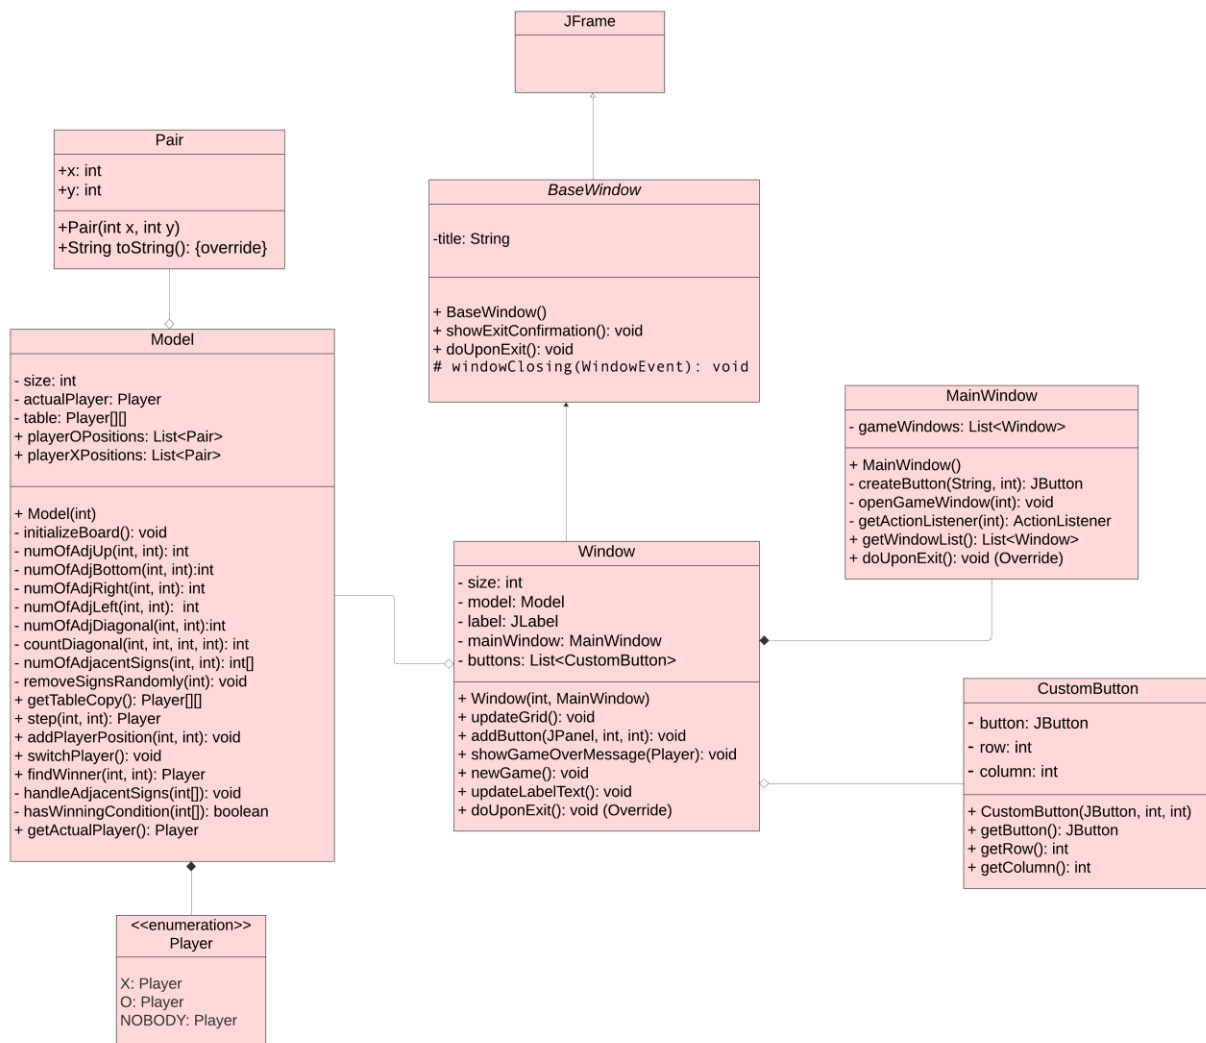 JFrame
Pair
+x: int
+y: int
+Pair(int x, int y)
+String toString(): {override}
BaseWindow
-title: String
+ BaseWindow()
+ showExitConfirmation(): void
+ doUponExit(): void
# windowClosing(WindowEvent): void
Model
- size: int
- actualPlayer: Player
- table: Player[][]
+ playerOPositions: List<Pair>
+ playerXPositions: List<Pair>
+ Model(int)
- initializeBoard(): void
- numOfAdjUp(int, int): int
- numOfAdjBottom(int, int):int
- numOfAdjRight(int, int): int
- numOfAdjLeft(int, int):  int
- numOfAdjDiagonal(int, int):int
- countDiagonal(int, int, int, int): int
- numOfAdjacentSigns(int, int): int[]
- removeSignsRandomly(int): void
+ getTableCopy(): Player[][]
+ step(int, int): Player
+ addPlayerPosition(int, int): void
+ switchPlayer(): void
+ findWinner(int, int): Player
- handleAdjacentSigns(int[]): void
- hasWinningCondition(int[]): boolean
+ getActualPlayer(): Player
MainWindow
- gameWindows: List<Window>
+ MainWindow()
- createButton(String, int): JButton
- openGameWindow(int): void
- getActionListener(int): ActionListener
+ getWindowList(): List<Window>
+ doUponExit(): void (Override)
Window
- size: int
- model: Model
- label: JLabel
- mainWindow: MainWindow
- buttons: List<CustomButton>
+ Window(int, MainWindow)
+ updateGrid(): void
+ addButton(JPanel, int, int): void
+ showGameOverMessage(Player): void
+ newGame(): void
+ updateLabelText(): void
+ doUponExit(): void (Override)
CustomButton
- button: JButton
- row: int
- column: int
+ CustomButton(JButton, int, int)
+ getButton(): JButton
+ getRow(): int
+ getColumn(): int
<<enumeration>>
Player
X: Player
O: Player
NOBODY: Player